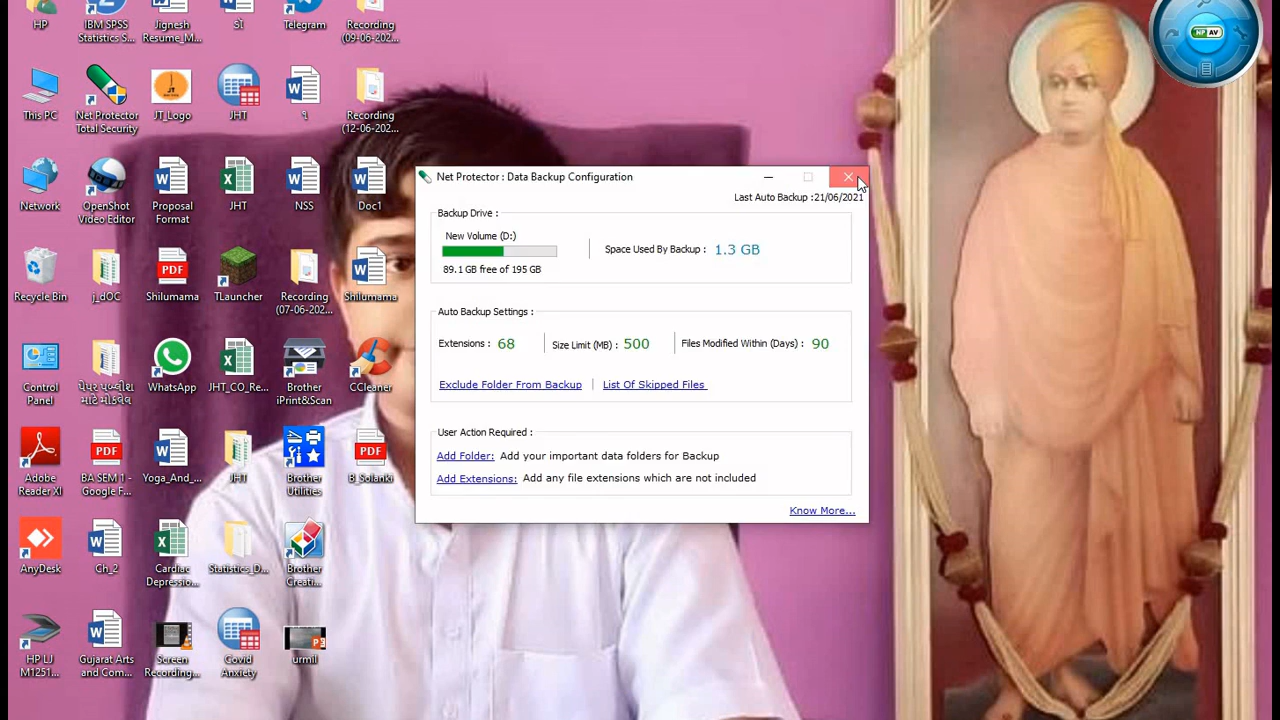 HP
IBM SPSS
Statistics S...
Jignesh
Resume_M...
Telegram
Recording
(09-06-202...
This PC
Net Protector
Total Security
JT_Logo
JHT
૧
Recording
(12-06-202...
Network
OpenShot
Video Editor
Proposal
Format
JHT
NSS
Doc1
Recycle Bin
j_dOC
Shilumama
TLauncher
Recording
(07-06-202...
Shilumama
Control
Panel
પેપર પબ્લીશ
માટે મોકલેલ
WhatsApp
JHT_CO_Re...
Brother
iPrint&Scan
CCleaner
Adobe
Reader XI
BA SEM 1 -
Google F...
Yoga_And_...
JHT
Brother
Utilities
B_Solanki
AnyDesk
Ch_2
Cardiac
Depressio...
Statistics_D...
Brother
Creati...
HP LJ
M1251...
Gujarat Arts
and Com...
Screen
Recording...
Covid
Anxiety
urmil
NP AV
Net Protector : Data Backup Configuration
Last Auto Backup :21/06/2021
Backup Drive :
New Volume (D:)
Space Used By Backup : 1.3 GB
89.1 GB free of 195 GB
Auto Backup Settings :
Extensions : 68 Size Limit (MB) : 500 Files Modified Within (Days) : 90
Exclude Folder From Backup List Of Skipped Files
User Action Required :
Add Folder: Add your important data folders for Backup
Add Extensions: Add any file extensions which are not included
Know More...